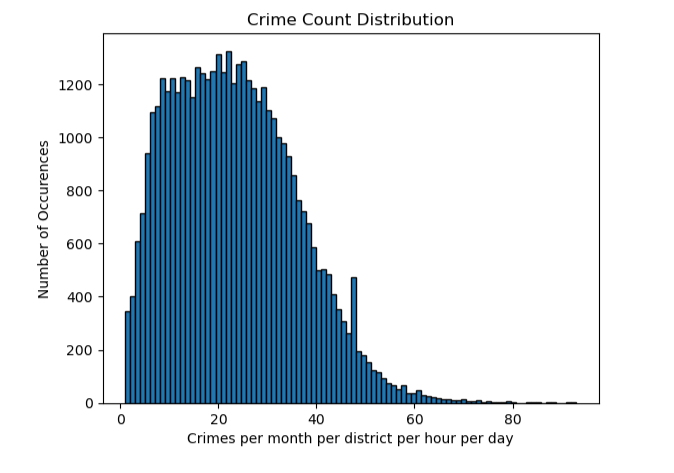 Crime Count Distribution
Number of Occurences
1200
1000
800
600
400
200
0
0 20 40 60 80
Crimes per month per district per hour per day